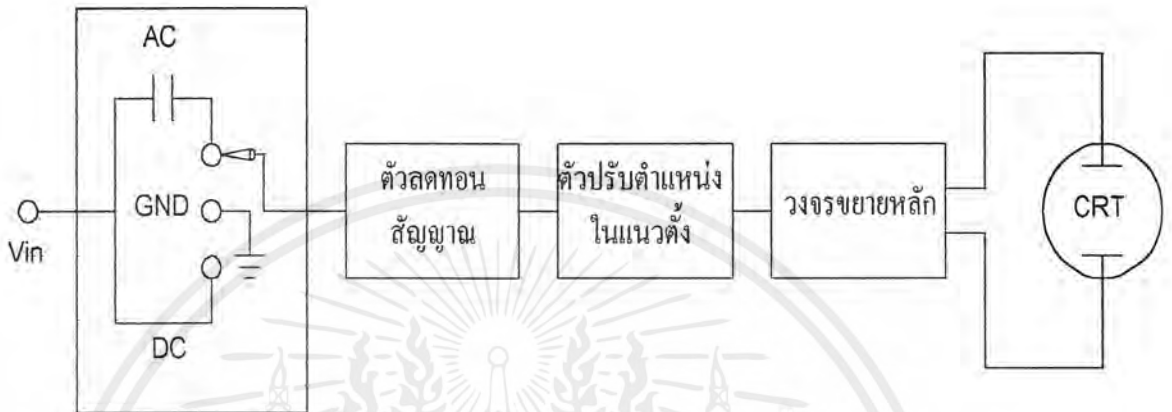 AC
GND
Vin
DC
ตัวลดทอน
สัญญาณ
ตัวปรับตำแหน่ง
ในแนวตั้ง
วงจรขยายหลัก
CRT